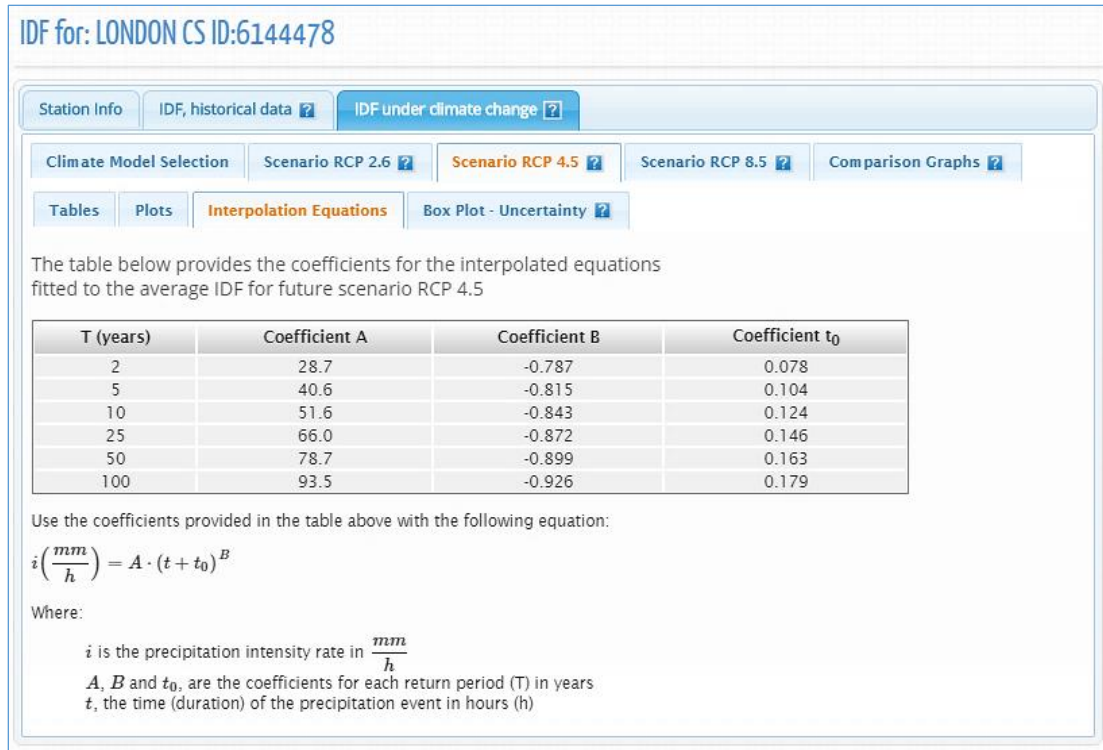 IDF for: LONDON CS ID:6144478
Station Info IDF, historical data ? IDF under climate change ?
Climate Model Selection Scenario RCP 2.6 ? Scenario RCP 4.5 ? Scenario RCP 8.5 ? Comparison Graphs ?
Tables Plots Interpolation Equations Box Plot - Uncertainty ?
The table below provides the coefficients for the interpolated equations
fitted to the average IDF for future scenario RCP 4.5
T (years) Coefficient A Coefficient B Coefficient t₀
2 28.7 -0.787 0.078
5 40.6 -0.815 0.104
10 51.6 -0.843 0.124
25 66.0 -0.872 0.146
50 78.7 -0.899 0.163
100 93.5 -0.926 0.179
Use the coefficients provided in the table above with the following equation:
i(mm/h) = A · (t + t₀)^B
Where:
i is the precipitation intensity rate in mm/h
A, B and t₀, are the coefficients for each return period (T) in years
t, the time (duration) of the precipitation event in hours (h)